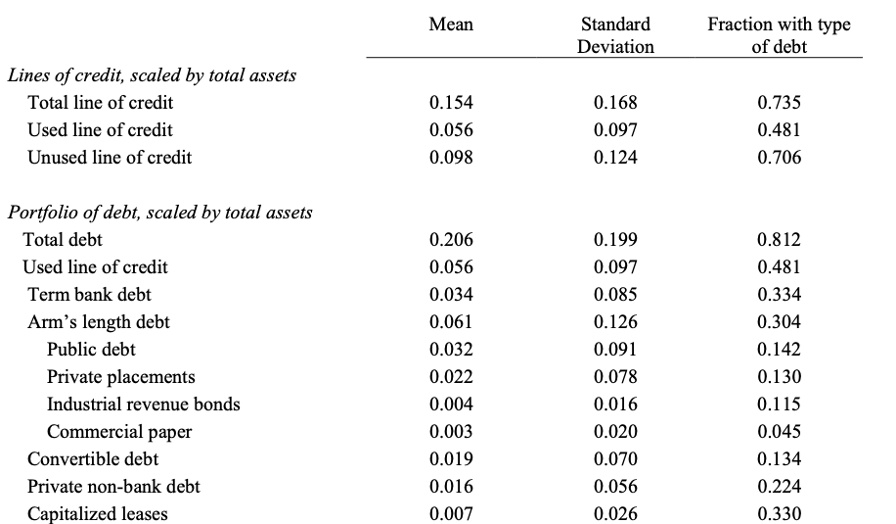 Mean Standard Deviation Fraction with type of debt
Lines of credit, scaled by total assets
Total line of credit 0.154 0.168 0.735
Used line of credit 0.056 0.097 0.481
Unused line of credit 0.098 0.124 0.706
Portfolio of debt, scaled by total assets
Total debt 0.206 0.199 0.812
Used line of credit 0.056 0.097 0.481
Term bank debt 0.034 0.085 0.334
Arm's length debt 0.061 0.126 0.304
Public debt 0.032 0.091 0.142
Private placements 0.022 0.078 0.130
Industrial revenue bonds 0.004 0.016 0.115
Commercial paper 0.003 0.020 0.045
Convertible debt 0.019 0.070 0.134
Private non-bank debt 0.016 0.056 0.224
Capitalized leases 0.007 0.026 0.330